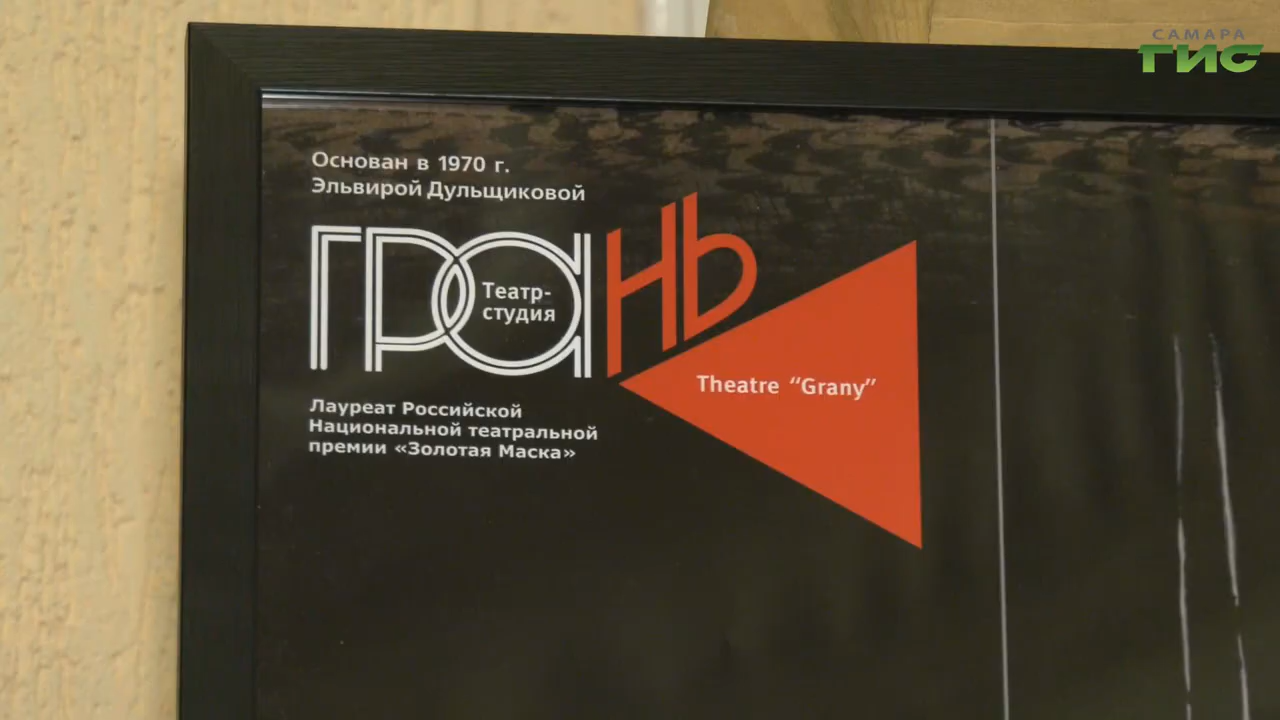 САМАРА
ГИС
Основан в 1970 г.
Эльвирой Дульщиковой
ГРАНЬ
Театр-
студия
Theatre “Grany”
Лауреат Российской
Национальной театральной
премии «Золотая Маска»